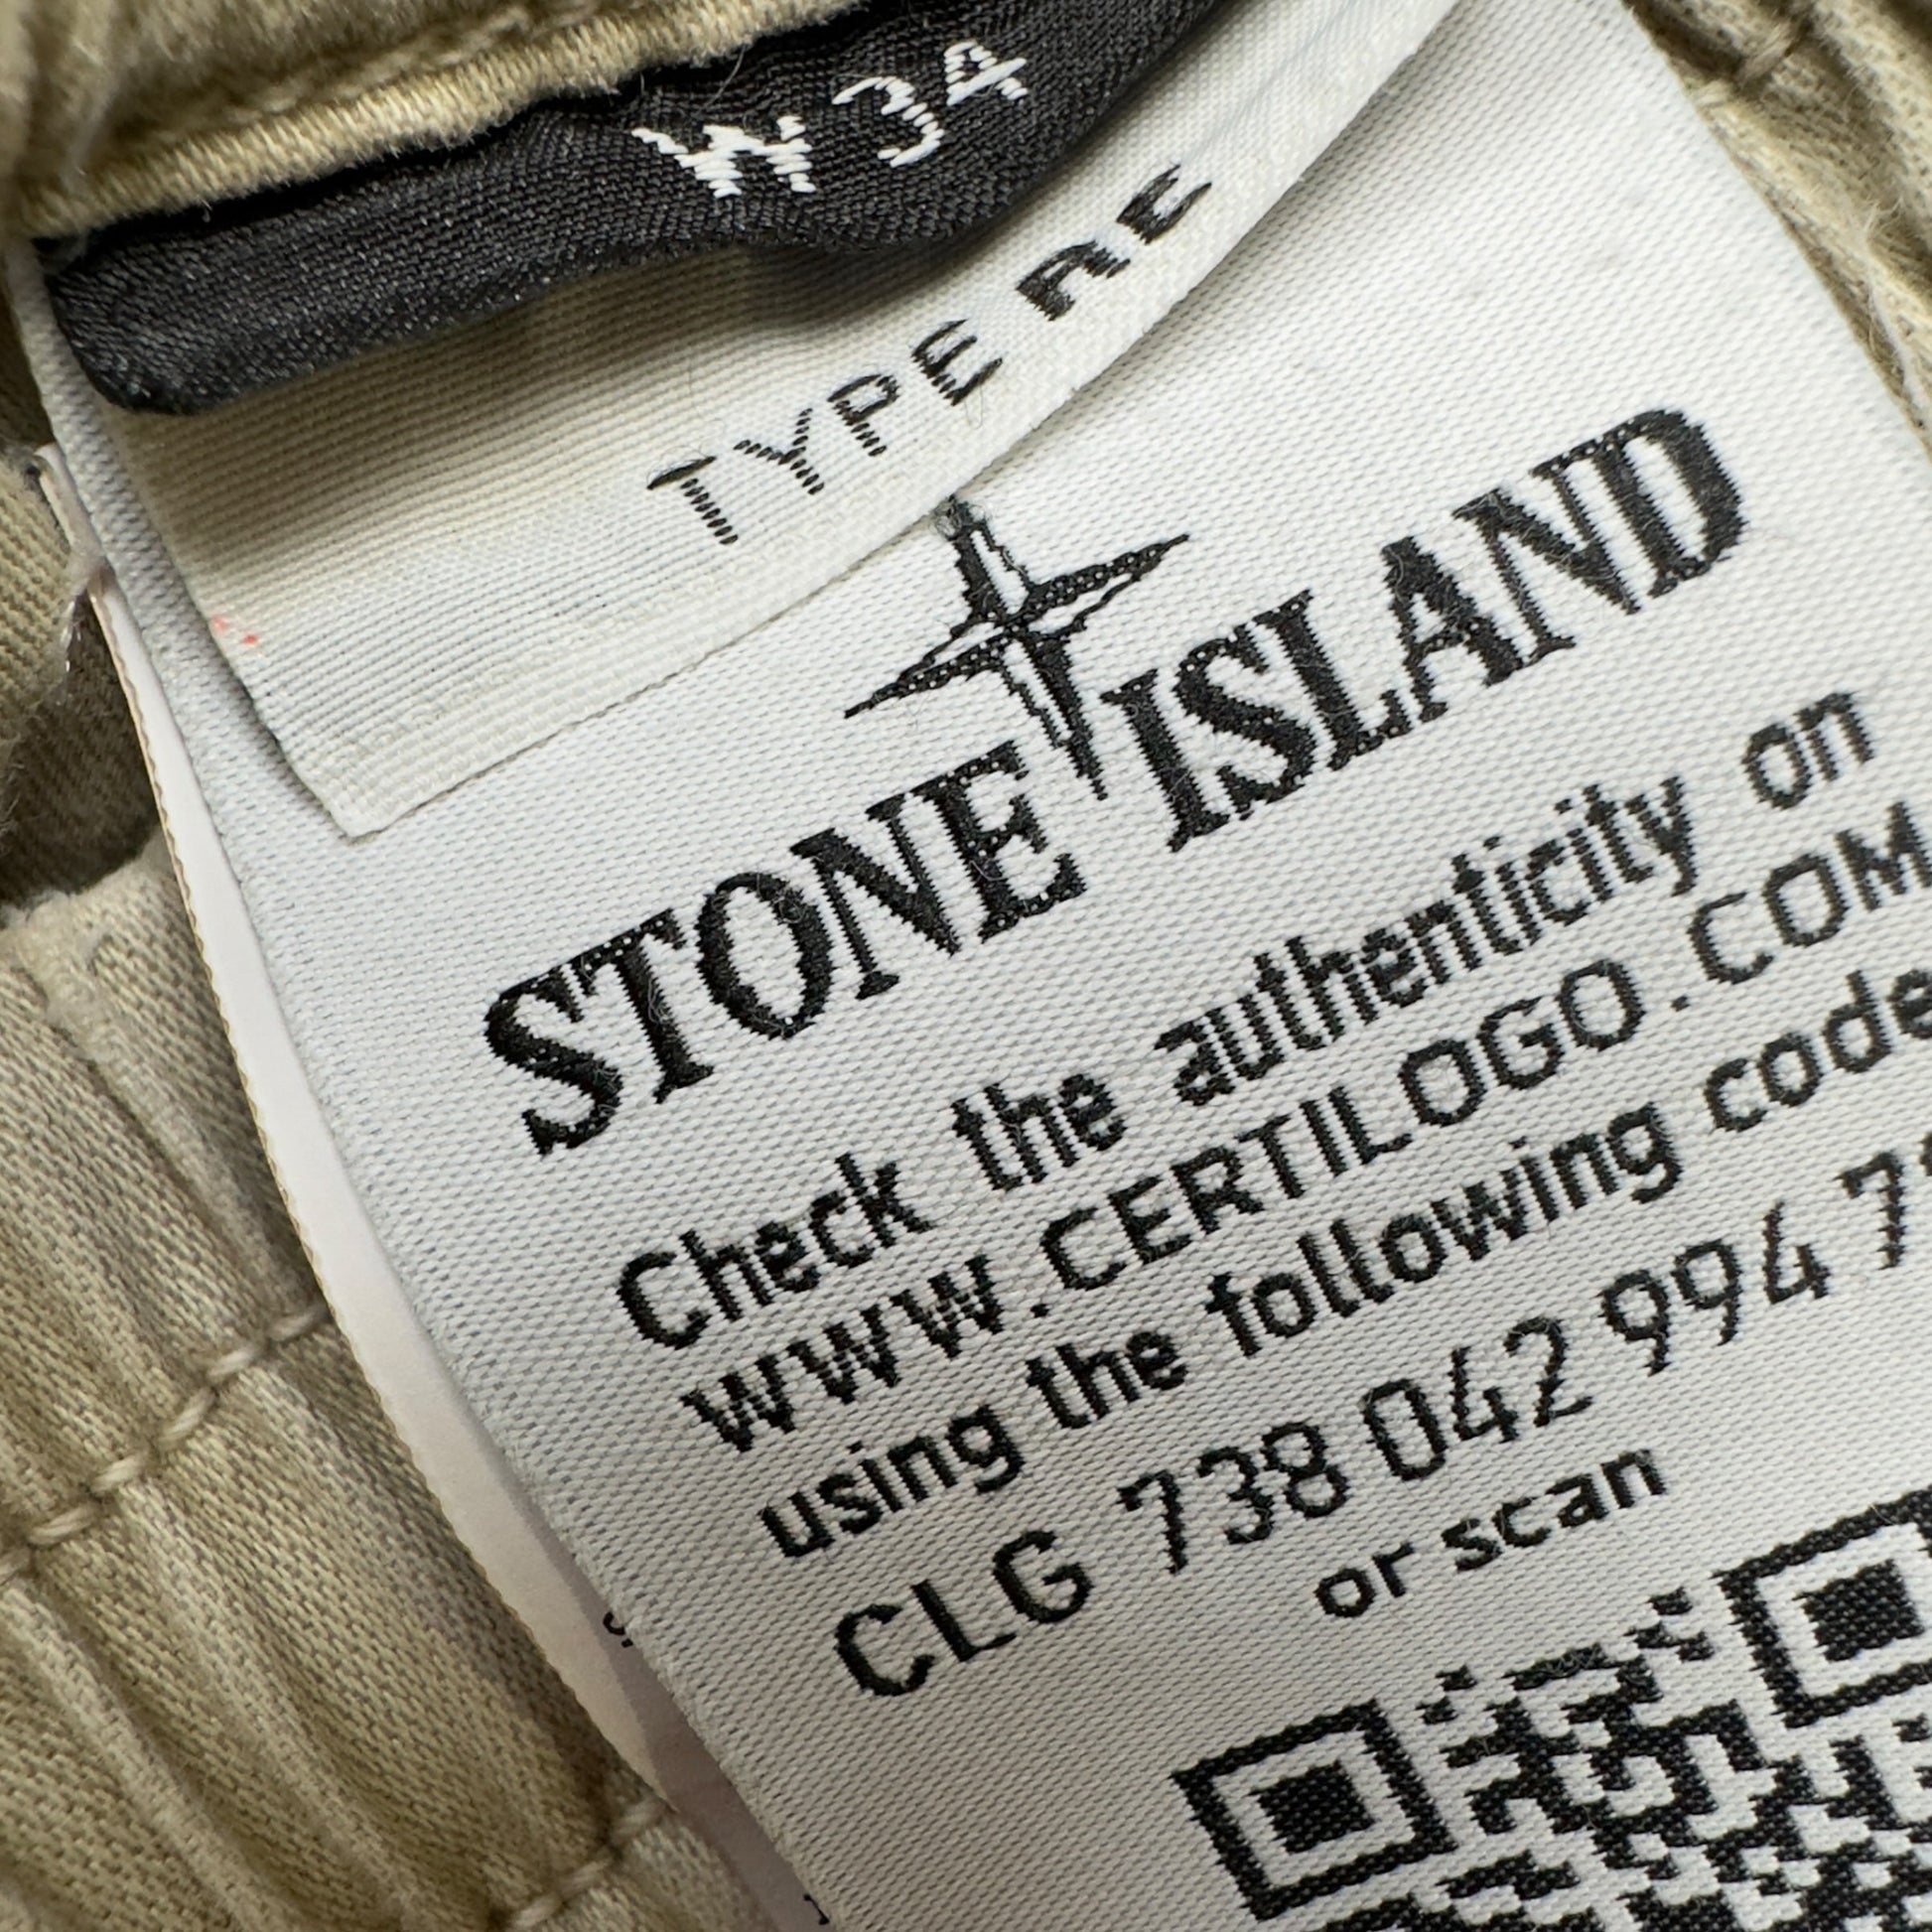 W34
TYPE RE
STONE ISLAND
Check the authenticity on
WWW.CERTILOGO.COM
using the following code
CLG 738 042 994 7
or scan